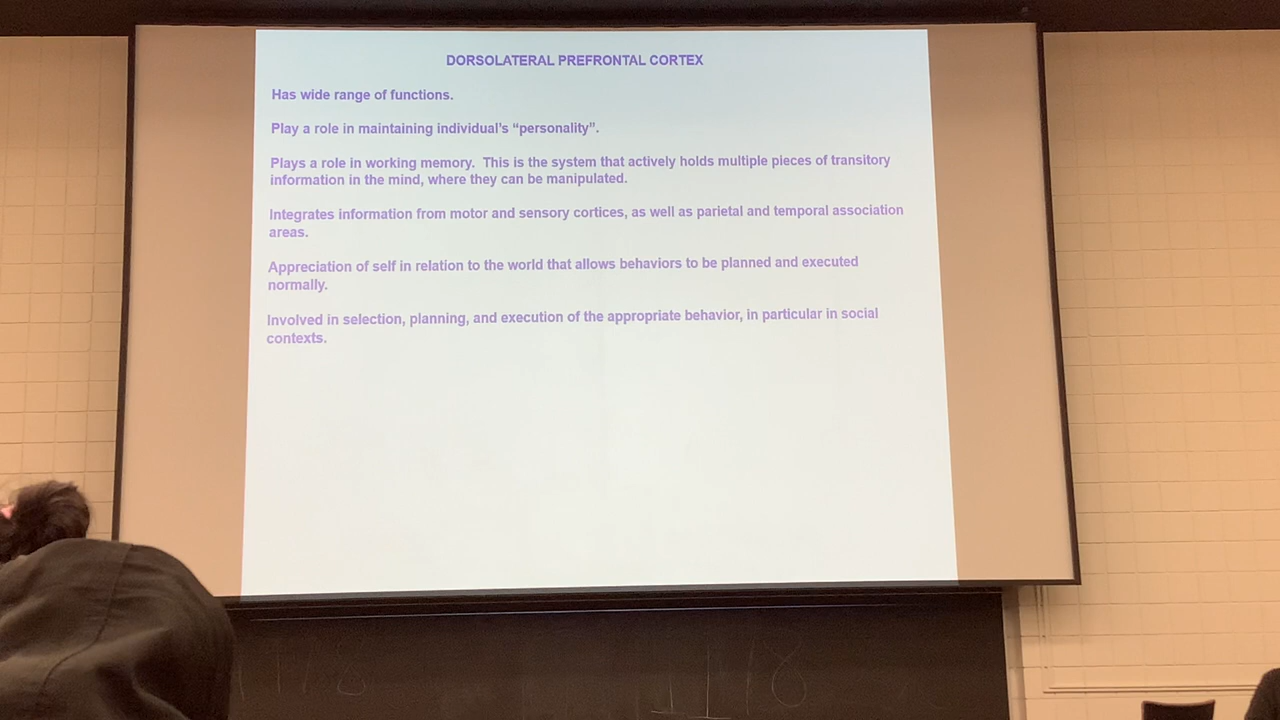 DORSOLATERAL PREFRONTAL CORTEX
Has wide range of functions.
Play a role in maintaining individual's “personality”.
Plays a role in working memory.  This is the system that actively holds multiple pieces of transitory
information in the mind, where they can be manipulated.
Integrates information from motor and sensory cortices, as well as parietal and temporal association
areas.
Appreciation of self in relation to the world that allows behaviors to be planned and executed
normally.
Involved in selection, planning, and execution of the appropriate behavior, in particular in social
contexts.